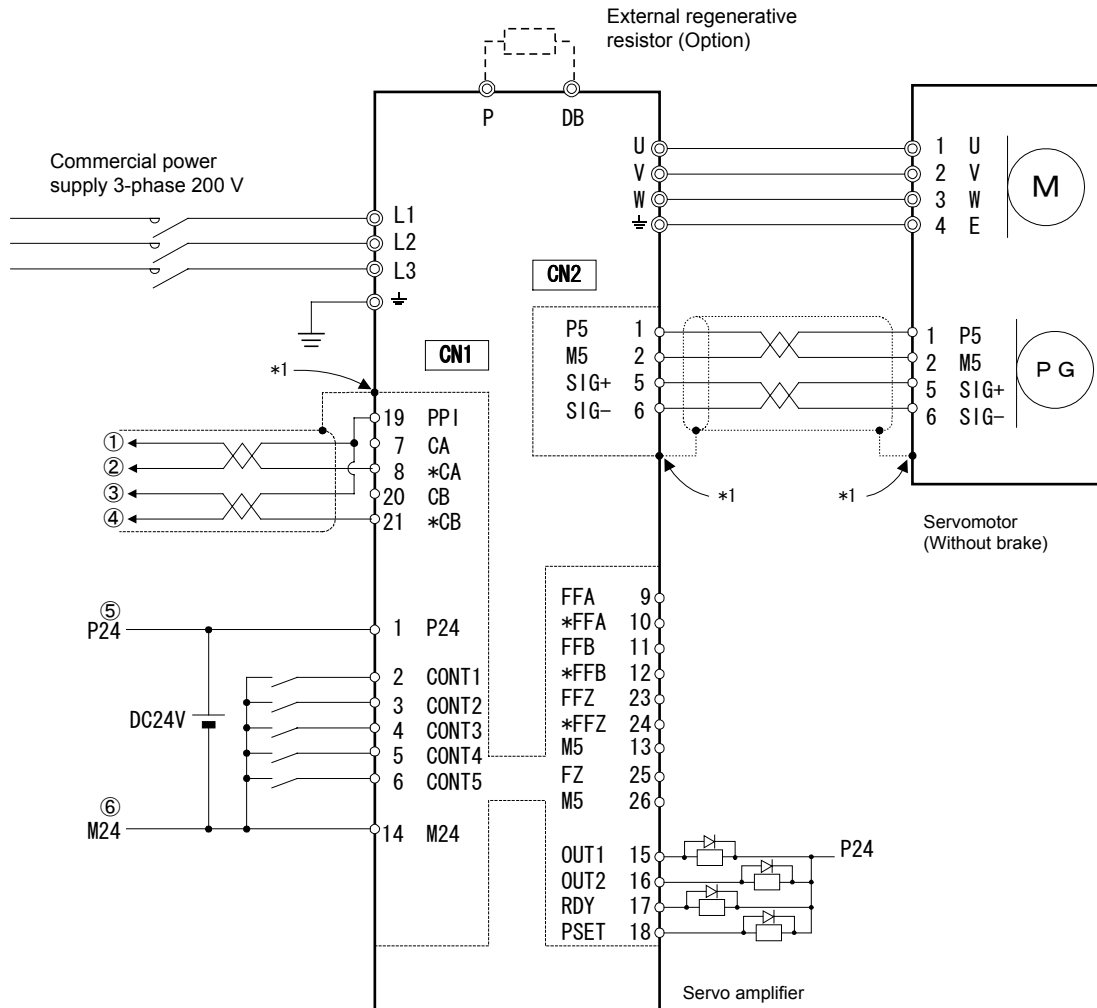 External regenerative
resistor (Option)
P DB
Commercial power
supply 3-phase 200 V
L1
L2
L3
U
V
W
1 U
2 V
3 W
4 E
M
CN2
P5 1
M5 2
SIG+ 5
SIG- 6
1 P5
2 M5
5 SIG+
6 SIG-
PG
*1
*1
Servomotor
(Without brake)
CN1
*1
19 PPI
① 7 CA
② 8 *CA
③ 20 CB
④ 21 *CB
⑤
P24
1 P24
2 CONT1
3 CONT2
4 CONT3
5 CONT4
6 CONT5
DC24V
⑥
M24
14 M24
FFA 9
*FFA 10
FFB 11
*FFB 12
FFZ 23
*FFZ 24
M5 13
FZ 25
M5 26
OUT1 15
OUT2 16
RDY 17
PSET 18
P24
Servo amplifier